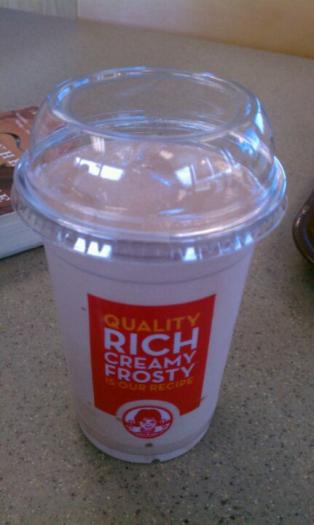 QUALITY
RICH
CREAMY
FROSTY
IS OUR RECIPE